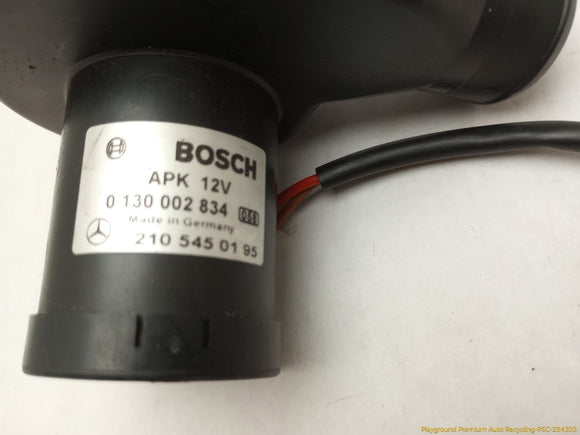 BOSCH
APK 12V
0 130 002 834 058
Made in Germany
210 545 01 95
Playground Premium Auto Recycling-PSC-254303